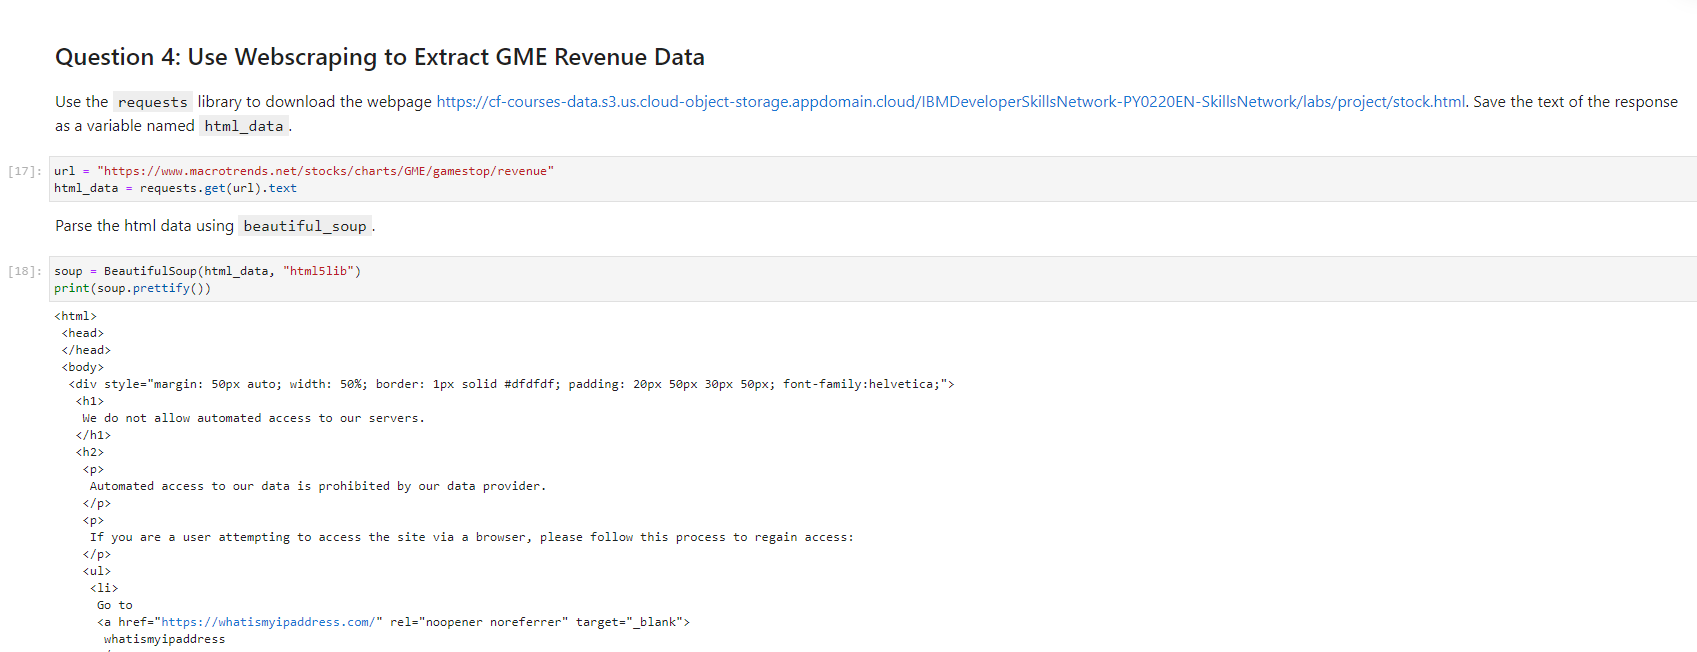 Question 4: Use Webscraping to Extract GME Revenue Data
Use the requests library to download the webpage https://cf-courses-data.s3.us.cloud-object-storage.appdomain.cloud/IBMDeveloperSkillsNetwork-PY0220EN-SkillsNetwork/labs/project/stock.html. Save the text of the response
as a variable named html_data.
[17]: url = "https://www.macrotrends.net/stocks/charts/GME/gamestop/revenue"
html_data = requests.get(url).text
Parse the html data using beautiful_soup.
[18]: soup = BeautifulSoup(html_data, "html5lib")
print(soup.prettify())
<html>
 <head>
 </head>
 <body>
  <div style="margin: 50px auto; width: 50%; border: 1px solid #dfdfdf; padding: 20px 50px 30px 50px; font-family:helvetica;">
   <h1>
    We do not allow automated access to our servers.
   </h1>
   <h2>
    <p>
     Automated access to our data is prohibited by our data provider.
    </p>
    <p>
     If you are a user attempting to access the site via a browser, please follow this process to regain access:
    </p>
    <ul>
     <li>
      Go to
      <a href="https://whatismyipaddress.com/" rel="noopener noreferrer" target="_blank">
       whatismyipaddress